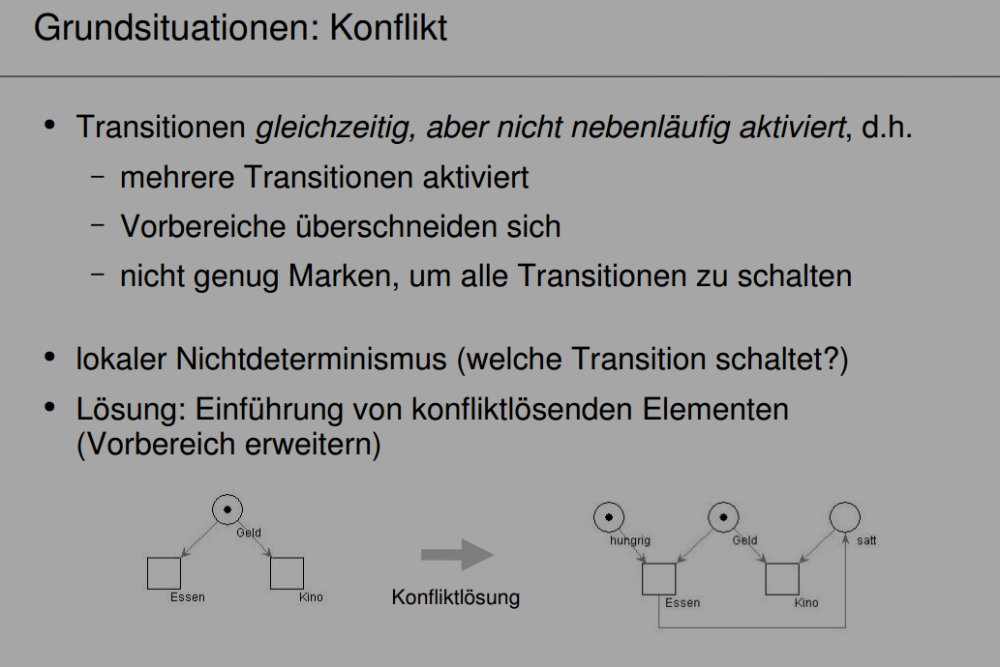 Grundsituationen: Konflikt
• Transitionen gleichzeitig, aber nicht nebenläufig aktiviert, d.h.
– mehrere Transitionen aktiviert
– Vorbereiche überschneiden sich
– nicht genug Marken, um alle Transitionen zu schalten
• lokaler Nichtdeterminismus (welche Transition schaltet?)
• Lösung: Einführung von konfliktlösenden Elementen
(Vorbereich erweitern)
Geld
Essen
Kino
Konfliktlösung
hungrig
Geld
satt
Essen
Kino